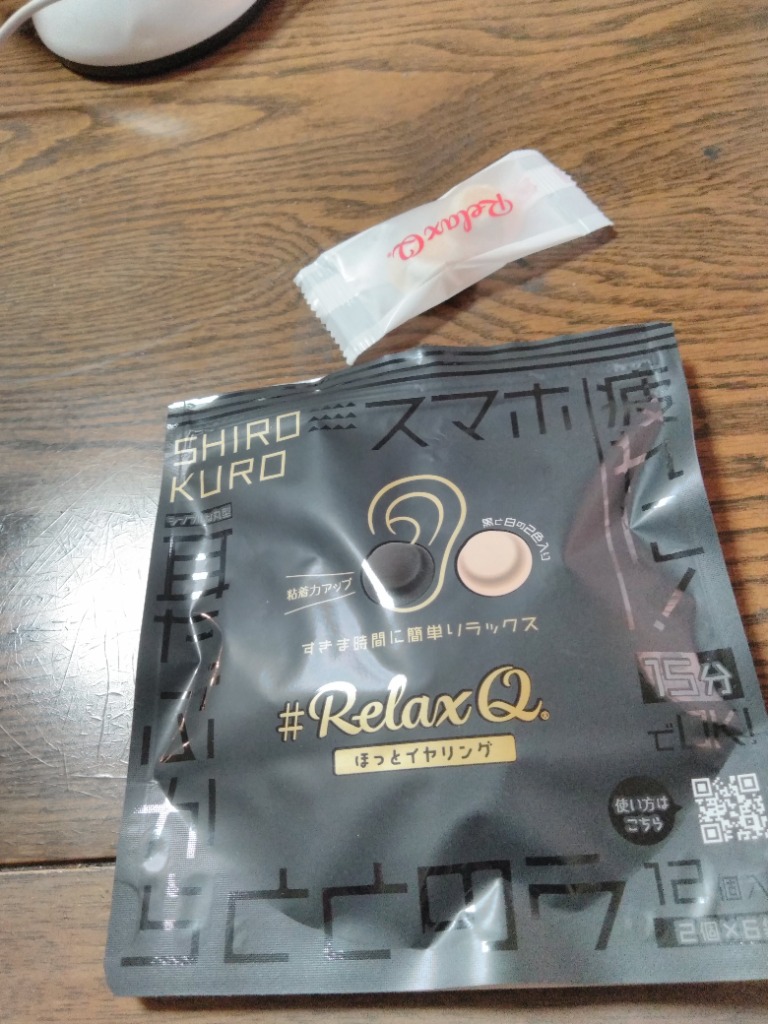 RelaxQ
SHIRO
KURO
スマホ疲れに!
黒と白の2色入り
粘着力アップ
すきま時間に簡単リラックス
#RelaxQ®
ほっとイヤリング
15分
でOK!
使い方は
こちら
12個入
2個×6